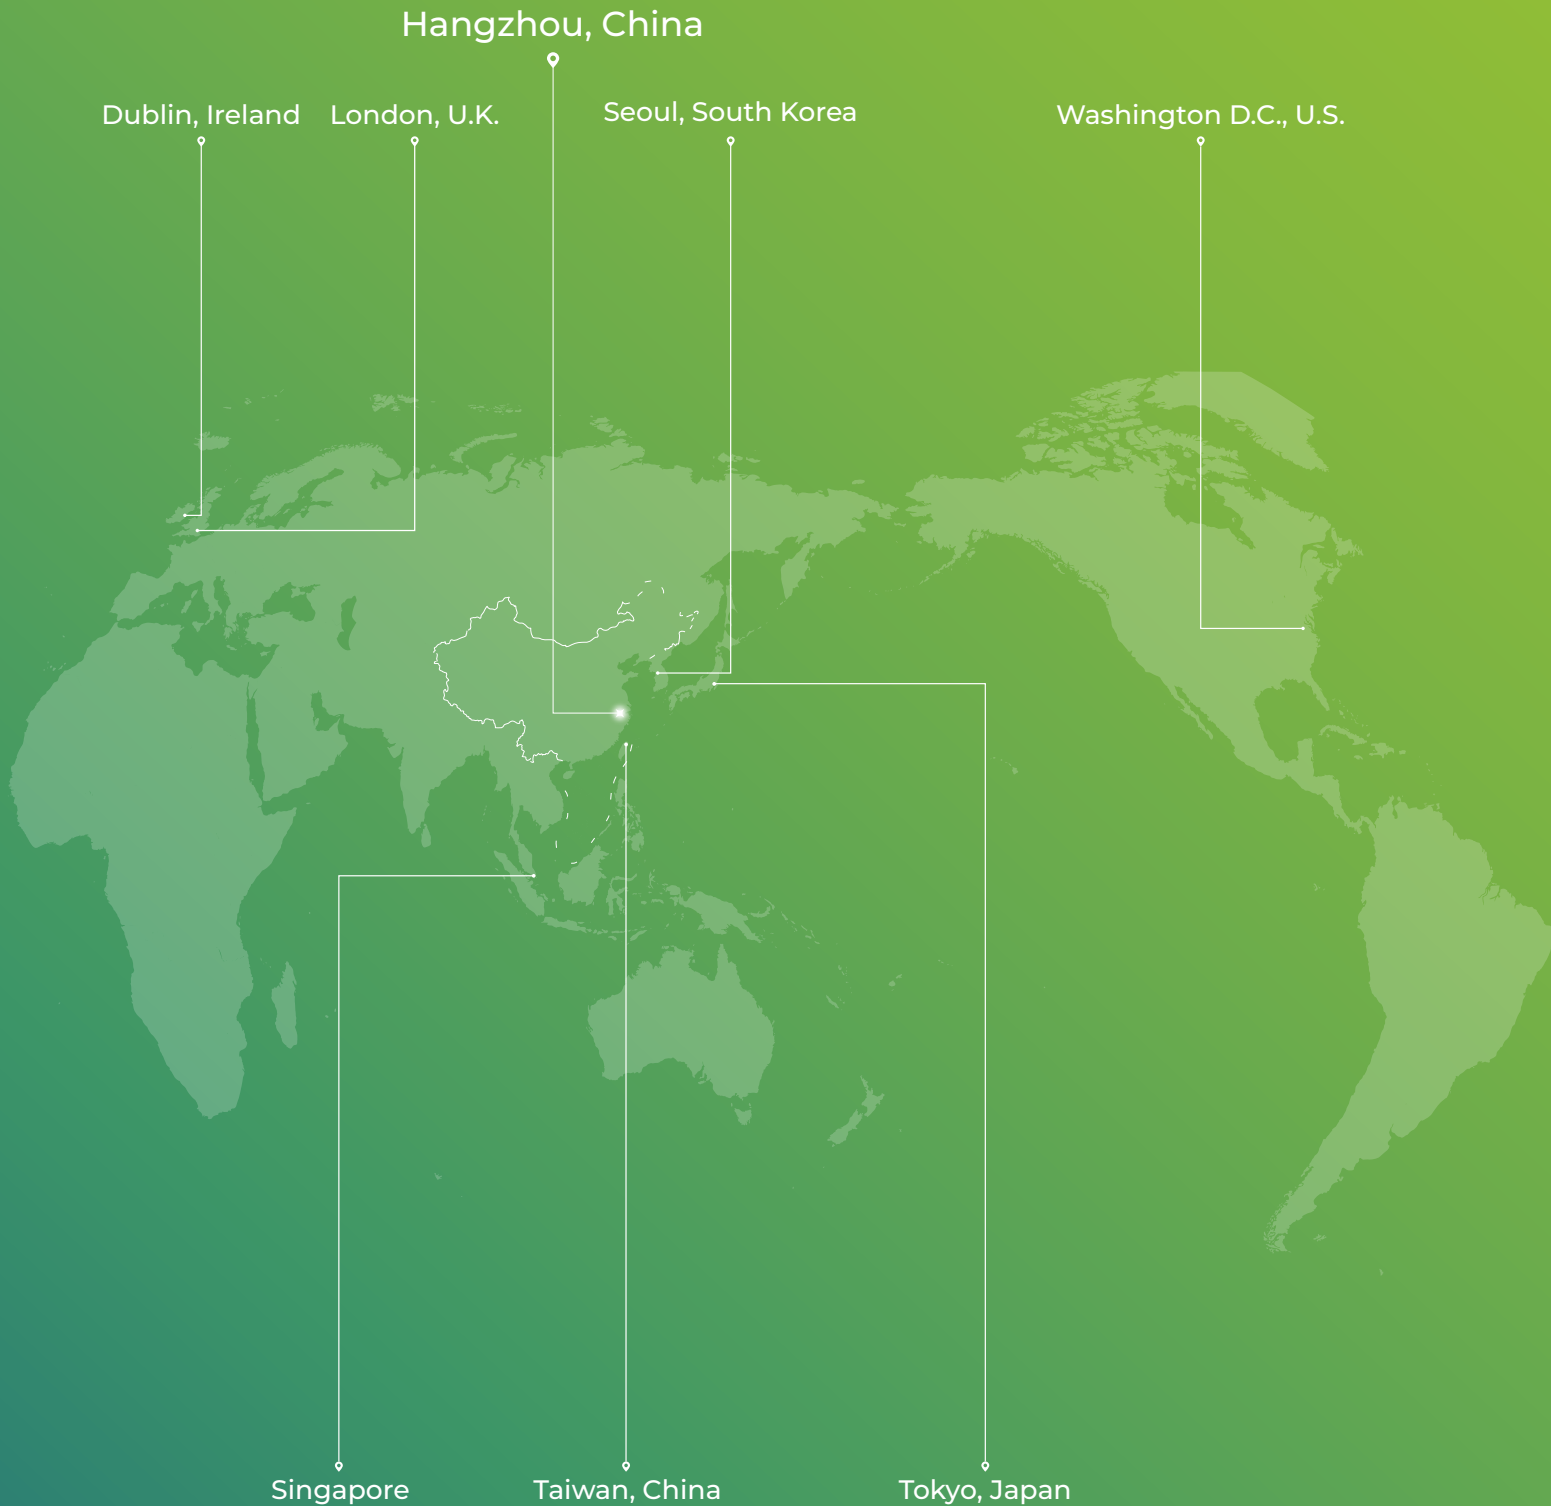 Hangzhou, China
Dublin, Ireland
London, U.K.
Seoul, South Korea
Washington D.C., U.S.
Singapore
Taiwan, China
Tokyo, Japan